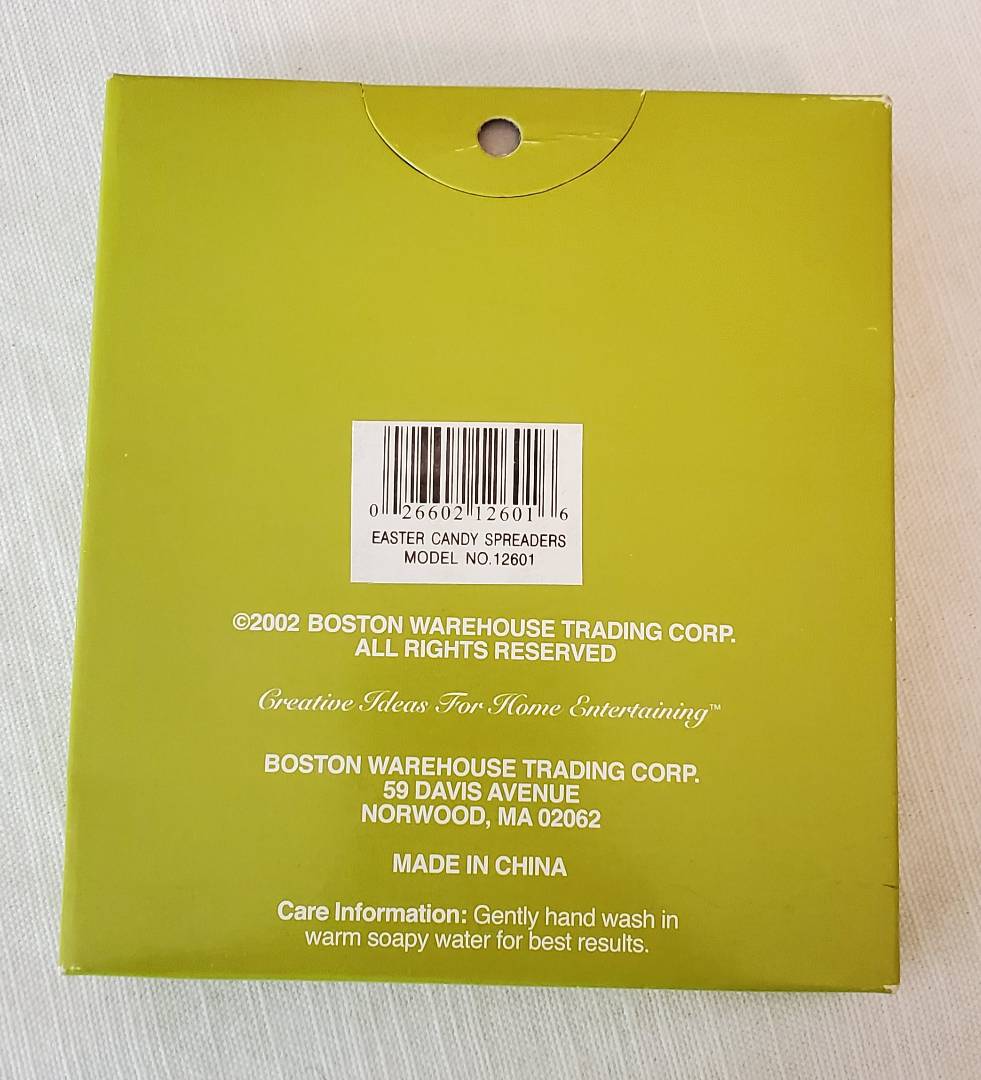 0 26602 12601 6
EASTER CANDY SPREADERS
MODEL NO.12601
©2002 BOSTON WAREHOUSE TRADING CORP.
ALL RIGHTS RESERVED
Creative Ideas For Home Entertaining™
BOSTON WAREHOUSE TRADING CORP.
59 DAVIS AVENUE
NORWOOD, MA 02062
MADE IN CHINA
Care Information: Gently hand wash in
warm soapy water for best results.